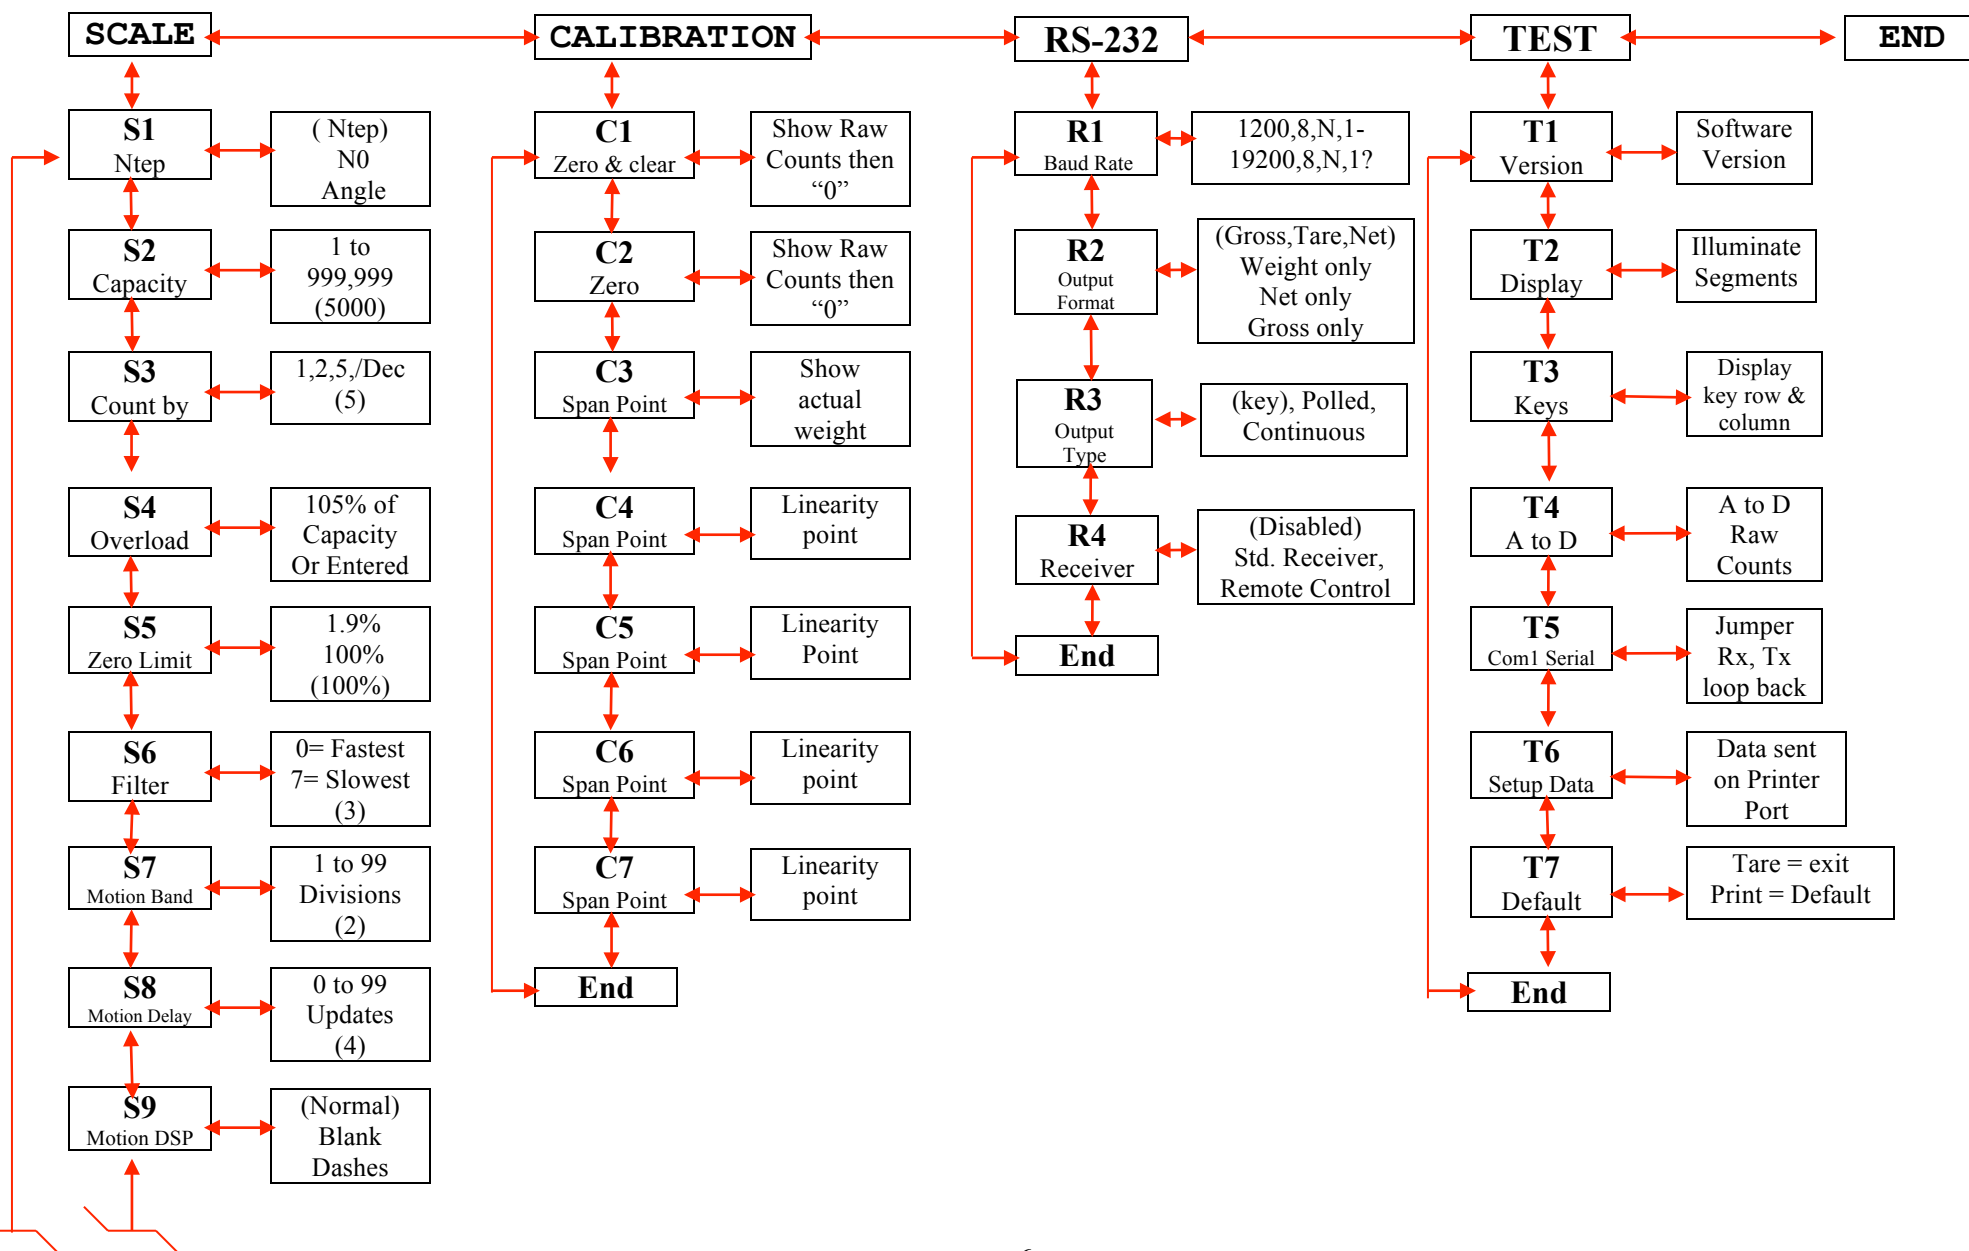 SCALE
CALIBRATION
RS-232
TEST
END
S1
Ntep
( Ntep)
N0
Angle
S2
Capacity
1 to
999,999
(5000)
S3
Count by
1,2,5,/Dec
(5)
S4
Overload
105% of
Capacity
Or Entered
S5
Zero Limit
1.9%
100%
(100%)
S6
Filter
0= Fastest
7= Slowest
(3)
S7
Motion Band
1 to 99
Divisions
(2)
S8
Motion Delay
0 to 99
Updates
(4)
S9
Motion DSP
(Normal)
Blank
Dashes
C1
Zero & clear
Show Raw
Counts then
“0”
C2
Zero
Show Raw
Counts then
“0”
C3
Span Point
Show
actual
weight
C4
Span Point
Linearity
point
C5
Span Point
Linearity
Point
C6
Span Point
Linearity
point
C7
Span Point
Linearity
point
End
R1
Baud Rate
1200,8,N,1-
19200,8,N,1?
R2
Output
Format
(Gross,Tare,Net)
Weight only
Net only
Gross only
R3
Output
Type
(key), Polled,
Continuous
R4
Receiver
(Disabled)
Std. Receiver,
Remote Control
End
T1
Version
Software
Version
T2
Display
Illuminate
Segments
T3
Keys
Display
key row &
column
T4
A to D
A to D
Raw
Counts
T5
Com1 Serial
Jumper
Rx, Tx
loop back
T6
Setup Data
Data sent
on Printer
Port
T7
Default
Tare = exit
Print = Default
End